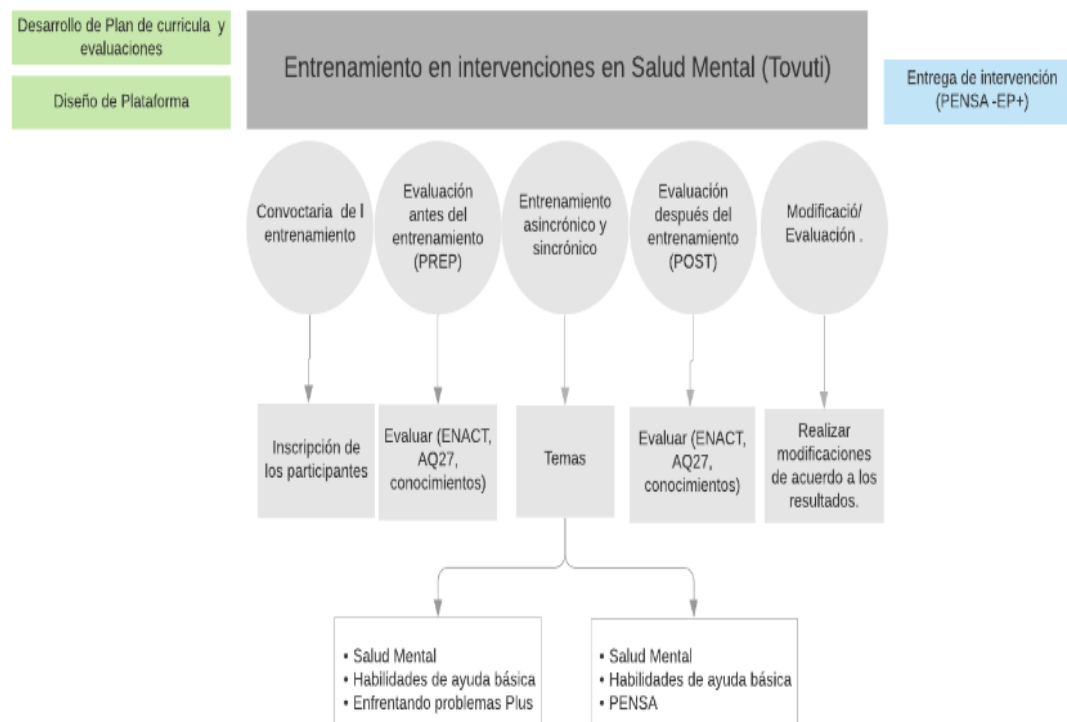 Desarrollo de Plan de curricula y
evaluaciones
Diseño de Plataforma
Entrenamiento en intervenciones en Salud Mental (Tovuti)
Entrega de intervención
(PENSA -EP+)
Convoctaria de l
entrenamiento
Evaluación
antes del
entrenamiento
(PREP)
Entrenamiento
asincrónico y
sincrónico
Evaluación
después del
entrenamiento
(POST)
Modificació/
Evaluación .
Inscripción de
los participantes
Evaluar (ENACT,
AQ27,
conocimientos)
Temas
Evaluar (ENACT,
AQ27,
conocimientos)
Realizar
modificaciones
de acuerdo a los
resultados.
• Salud Mental
• Habilidades de ayuda básica
• Enfrentando problemas Plus
• Salud Mental
• Habilidades de ayuda básica
• PENSA